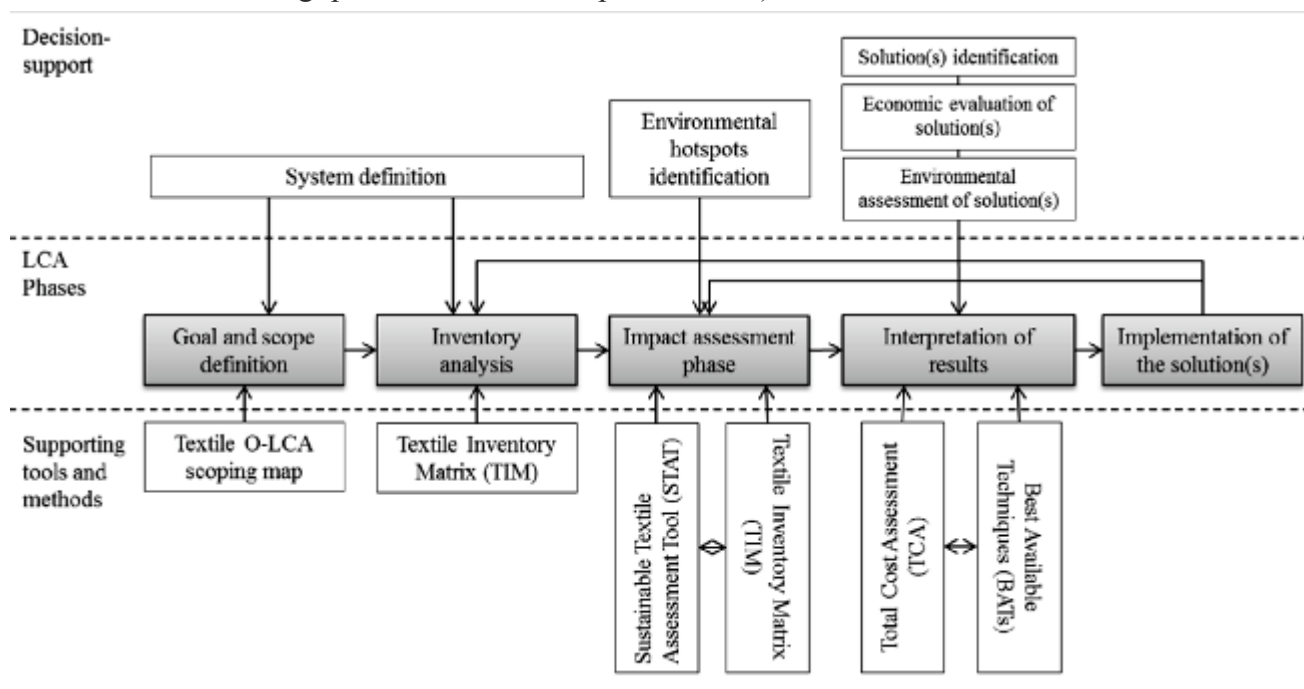 Decision-
support
Solution(s) identification
Economic evaluation of
solution(s)
Environmental
assessment of solution(s)
Environmental
hotspots
identification
System definition
LCA
Phases
Goal and scope
definition
Inventory
analysis
Impact assessment
phase
Interpretation of
results
Implementation of
the solution(s)
Supporting
tools and
methods
Textile O-LCA
scoping map
Textile Inventory
Matrix (TIM)
Sustainable Textile
Assessment Tool (STAT)
Textile Inventory Matrix
(TIM)
Total Cost Assessment
(TCA)
Best Available
Techniques (BATs)